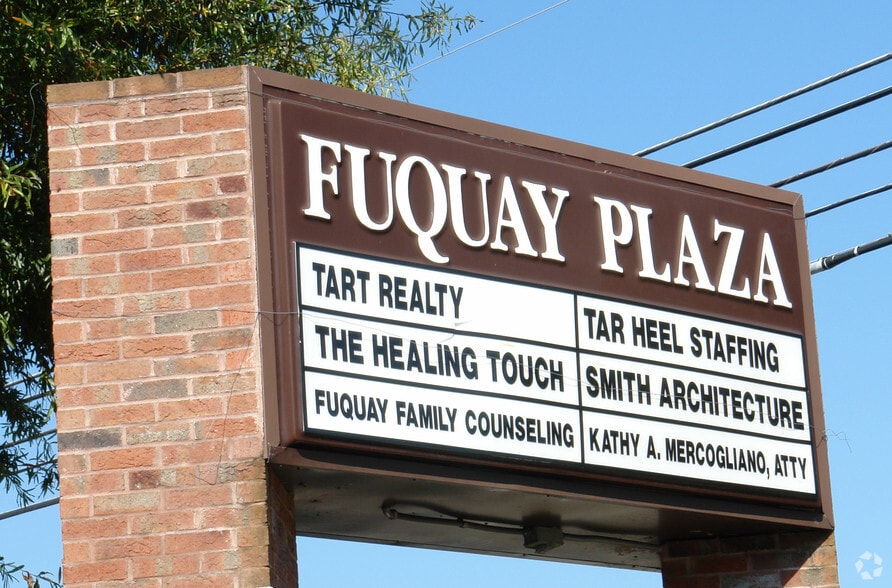 FUQUAY PLAZA
TART REALTY
THE HEALING TOUCH
FUQUAY FAMILY COUNSELING
TAR HEEL STAFFING
SMITH ARCHITECTURE
KATHY A. MERCOGLIANO, ATTY